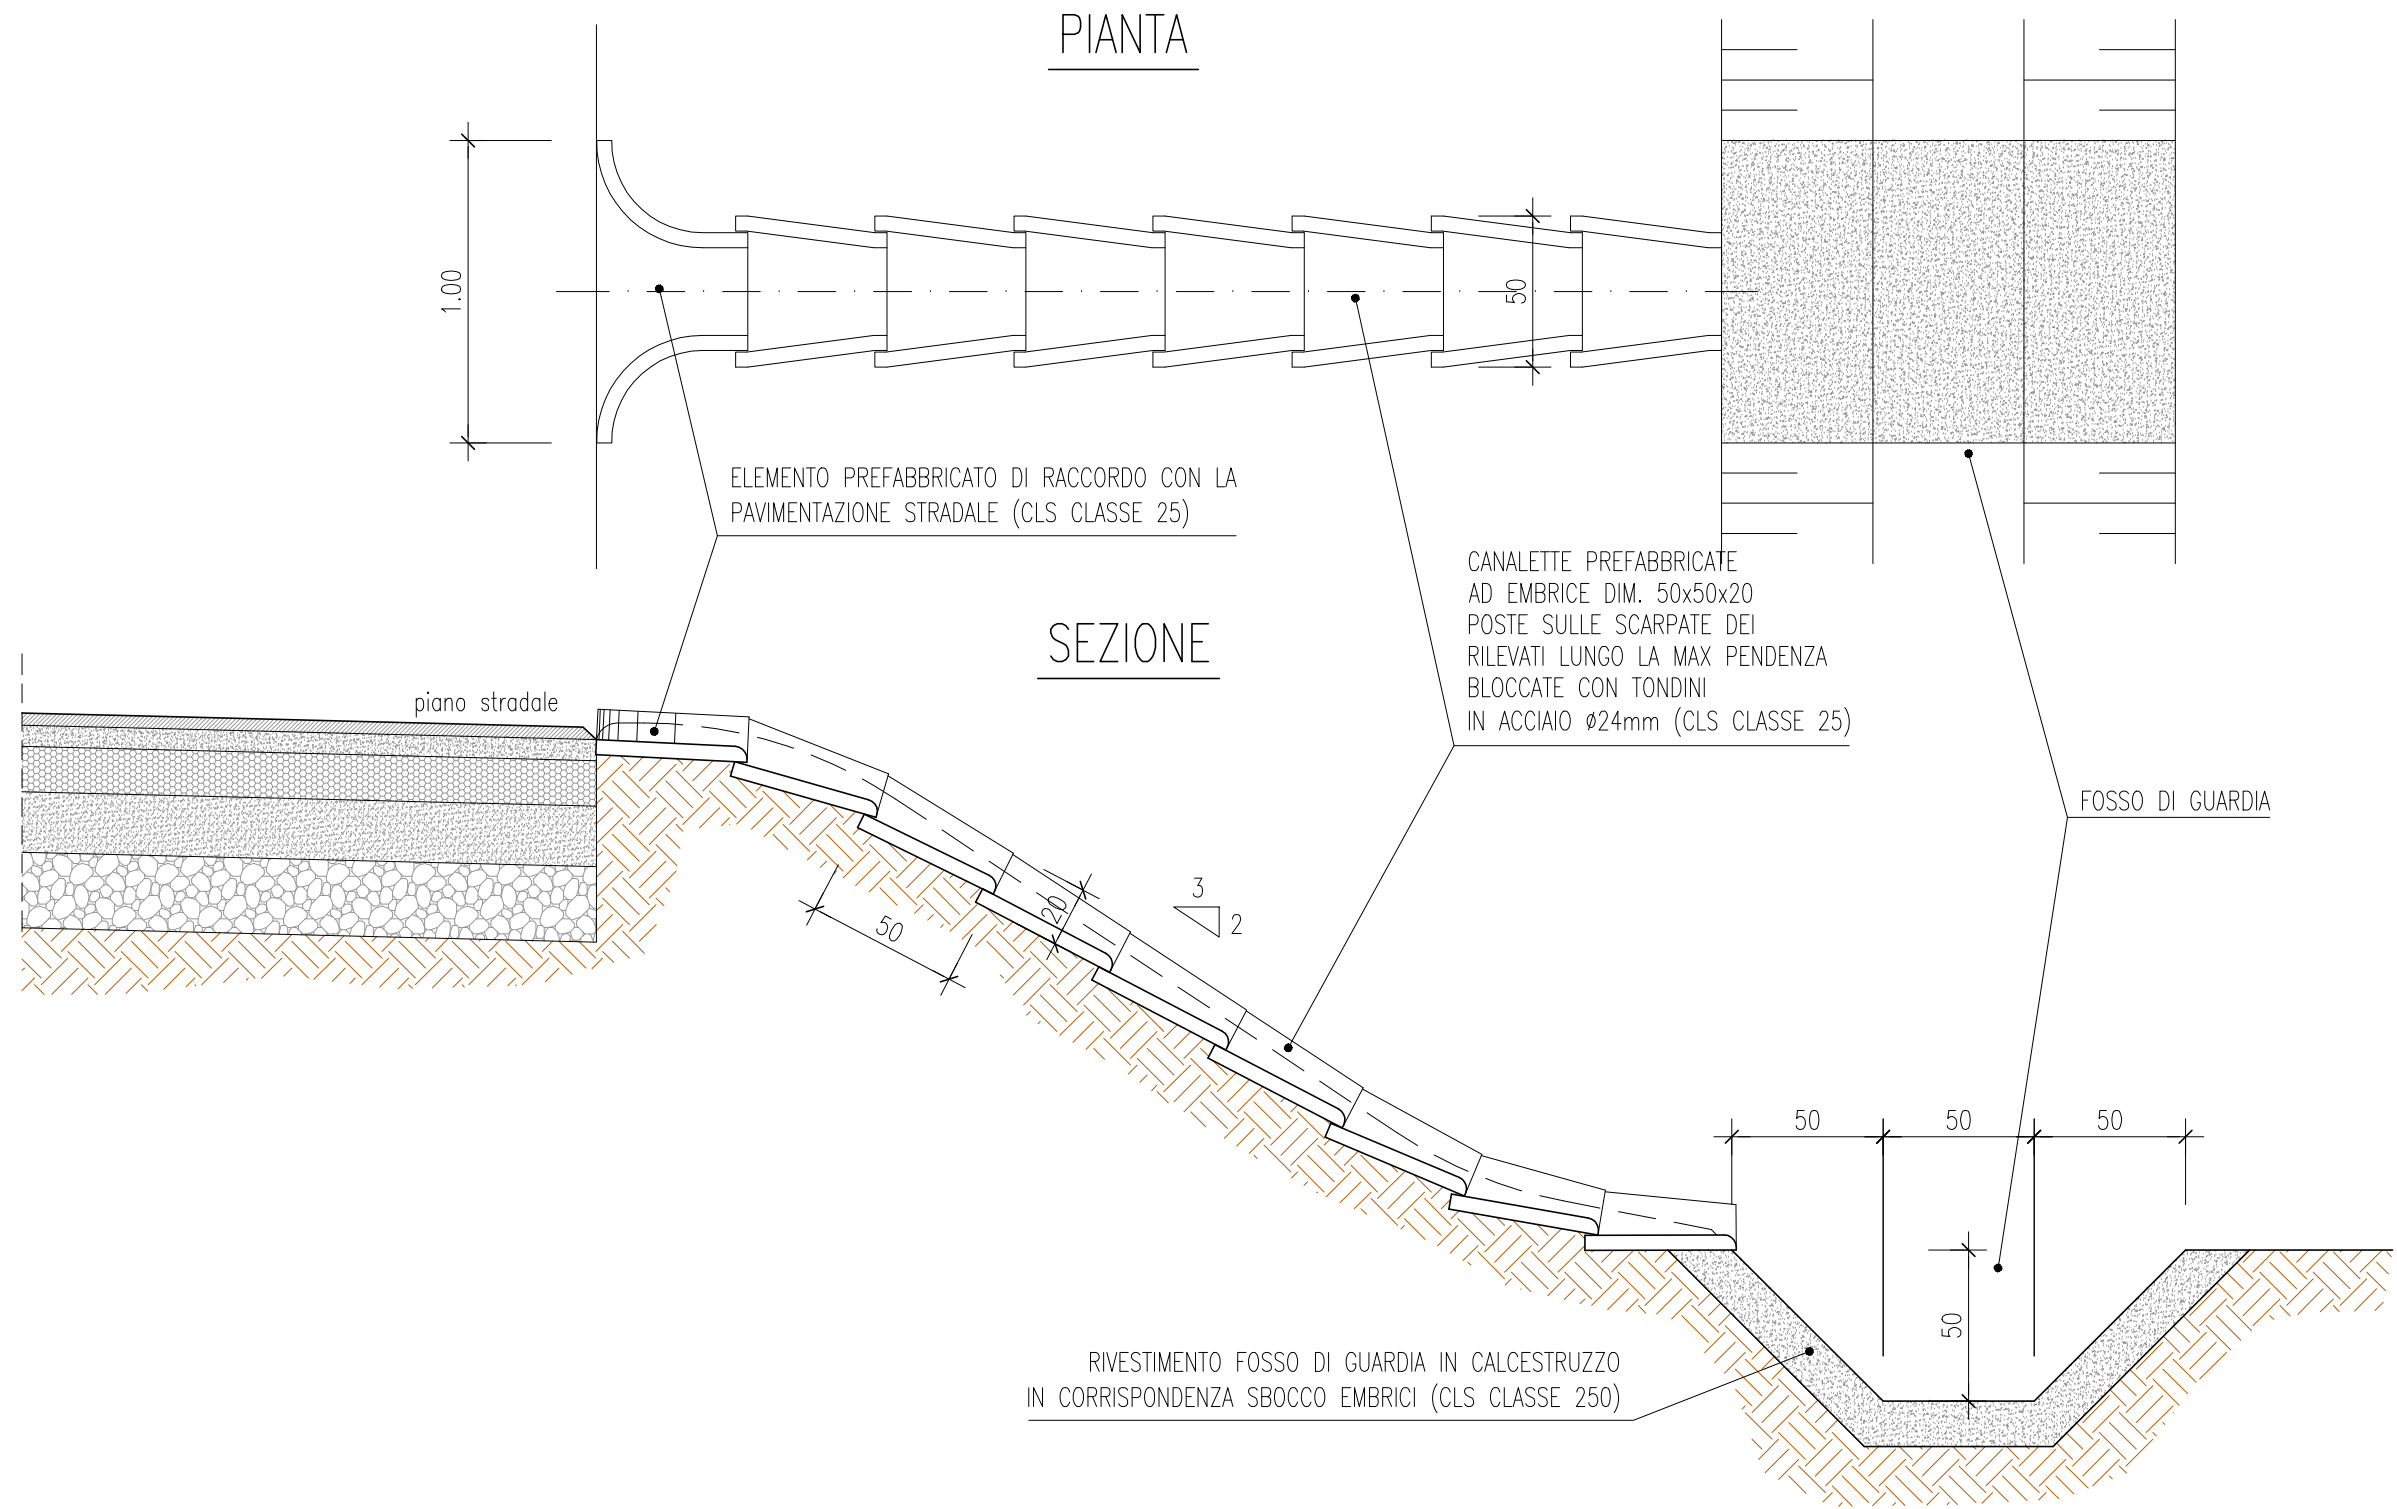 PIANTA
1.00
50
ELEMENTO PREFABBRICATO DI RACCORDO CON LA
PAVIMENTAZIONE STRADALE (CLS CLASSE 25)
CANALETTE PREFABBRICATE
AD EMBRICE DIM. 50x50x20
POSTE SULLE SCARPATE DEI
RILEVATI LUNGO LA MAX PENDENZA
BLOCCATE CON TONDINI
IN ACCIAIO ø24mm (CLS CLASSE 25)
SEZIONE
piano stradale
FOSSO DI GUARDIA
3
2
20
50
50
50
50
50
RIVESTIMENTO FOSSO DI GUARDIA IN CALCESTRUZZO
IN CORRISPONDENZA SBOCCO EMBRICI (CLS CLASSE 250)